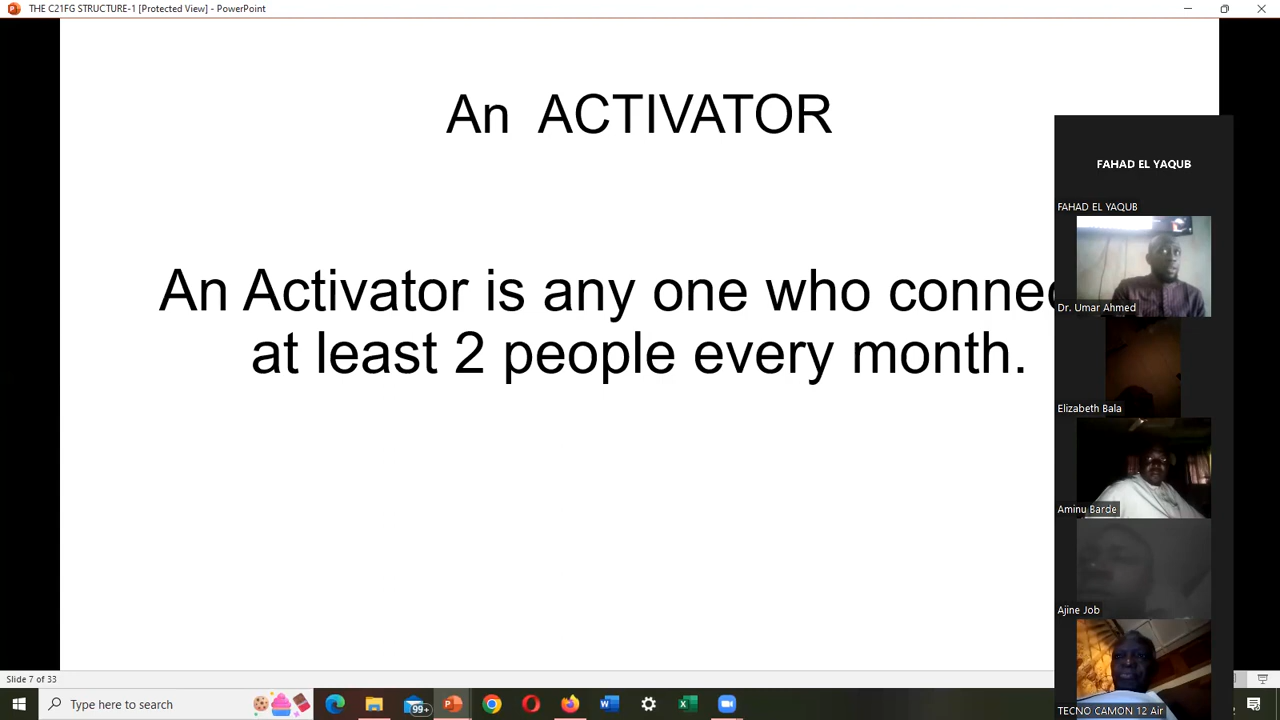 THE C21FG STRUCTURE-1 [Protected View] - PowerPoint
An ACTIVATOR
An Activator is any one who connec
at least 2 people every month.
FAHAD EL YAQUB
FAHAD EL YAQUB
Dr. Umar Ahmed
Elizabeth Bala
Aminu Barde
Ajine Job
TECNO CAMON 12 Air
Slide 7 of 33
Type here to search
99+